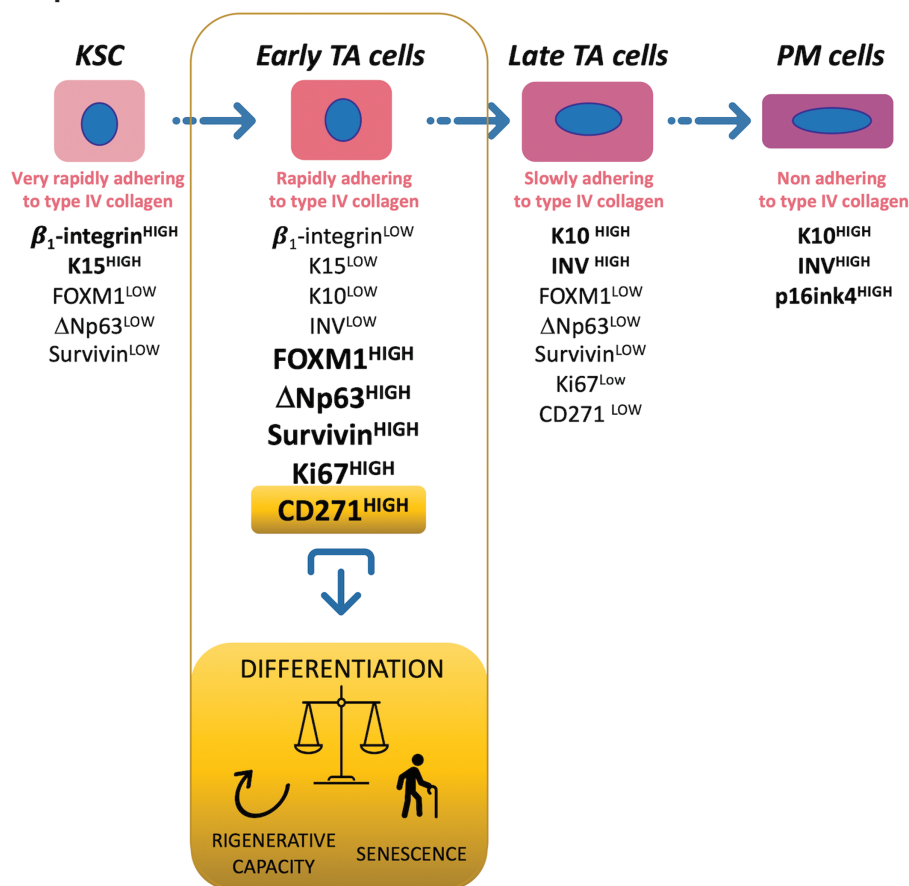 KSC
Very rapidly adhering
to type IV collagen
β₁-integrinᴴᴵᴳᴴ
K15ᴴᴵᴳᴴ
FOXM1ᴸᴼᵂ
ΔNp63ᴸᴼᵂ
Survivinᴸᴼᵂ
Early TA cells
Rapidly adhering
to type IV collagen
β₁-integrinᴸᴼᵂ
K15ᴸᴼᵂ
K10ᴸᴼᵂ
INVᴸᴼᵂ
FOXM1ᴴᴵᴳᴴ
ΔNp63ᴴᴵᴳᴴ
Survivinᴴᴵᴳᴴ
Ki67ᴴᴵᴳᴴ
CD271ᴴᴵᴳᴴ
DIFFERENTIATION
RIGENERATIVE
CAPACITY
SENESCENCE
Late TA cells
Slowly adhering
to type IV collagen
K10 ᴴᴵᴳᴴ
INV ᴴᴵᴳᴴ
FOXM1ᴸᴼᵂ
ΔNp63ᴸᴼᵂ
Survivinᴸᴼᵂ
Ki67ᴸᵒʷ
CD271 ᴸᴼᵂ
PM cells
Non adhering
to type IV collagen
K10ᴴᴵᴳᴴ
INVᴴᴵᴳᴴ
p16ink4ᴴᴵᴳᴴ